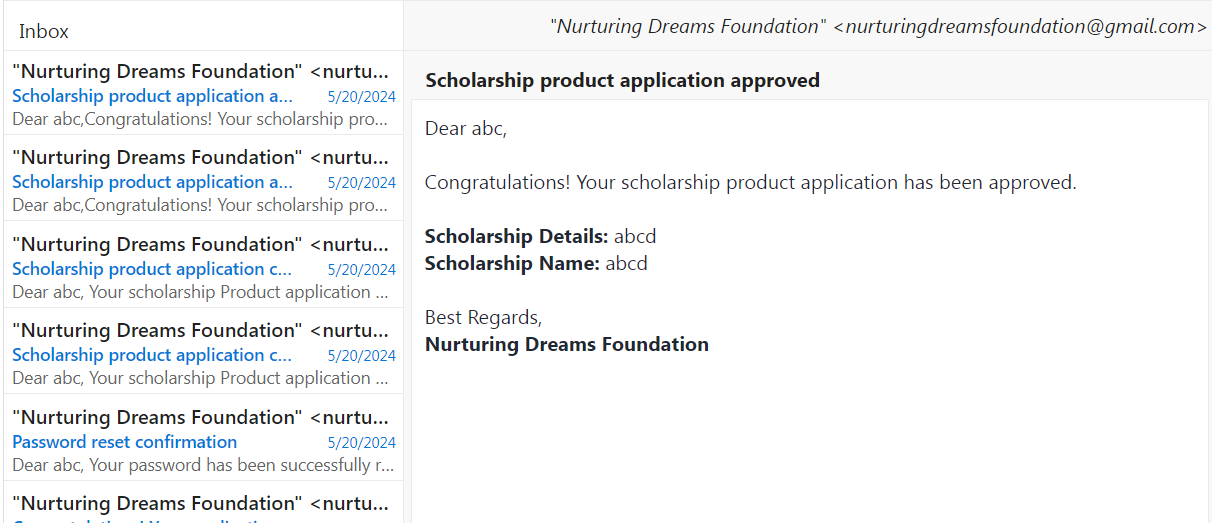 Inbox
"Nurturing Dreams Foundation" <nurtu...
Scholarship product application a... 5/20/2024
Dear abc,Congratulations! Your scholarship pro...
"Nurturing Dreams Foundation" <nurtu...
Scholarship product application a... 5/20/2024
Dear abc,Congratulations! Your scholarship pro...
"Nurturing Dreams Foundation" <nurtu...
Scholarship product application c... 5/20/2024
Dear abc, Your scholarship Product application ...
"Nurturing Dreams Foundation" <nurtu...
Scholarship product application c... 5/20/2024
Dear abc, Your scholarship Product application ...
"Nurturing Dreams Foundation" <nurtu...
Password reset confirmation 5/20/2024
Dear abc, Your password has been successfully r...
"Nurturing Dreams Foundation" <nurtu...
"Nurturing Dreams Foundation" <nurturingdreamsfoundation@gmail.com>
Scholarship product application approved
Dear abc,
Congratulations! Your scholarship product application has been approved.
Scholarship Details: abcd
Scholarship Name: abcd
Best Regards,
Nurturing Dreams Foundation